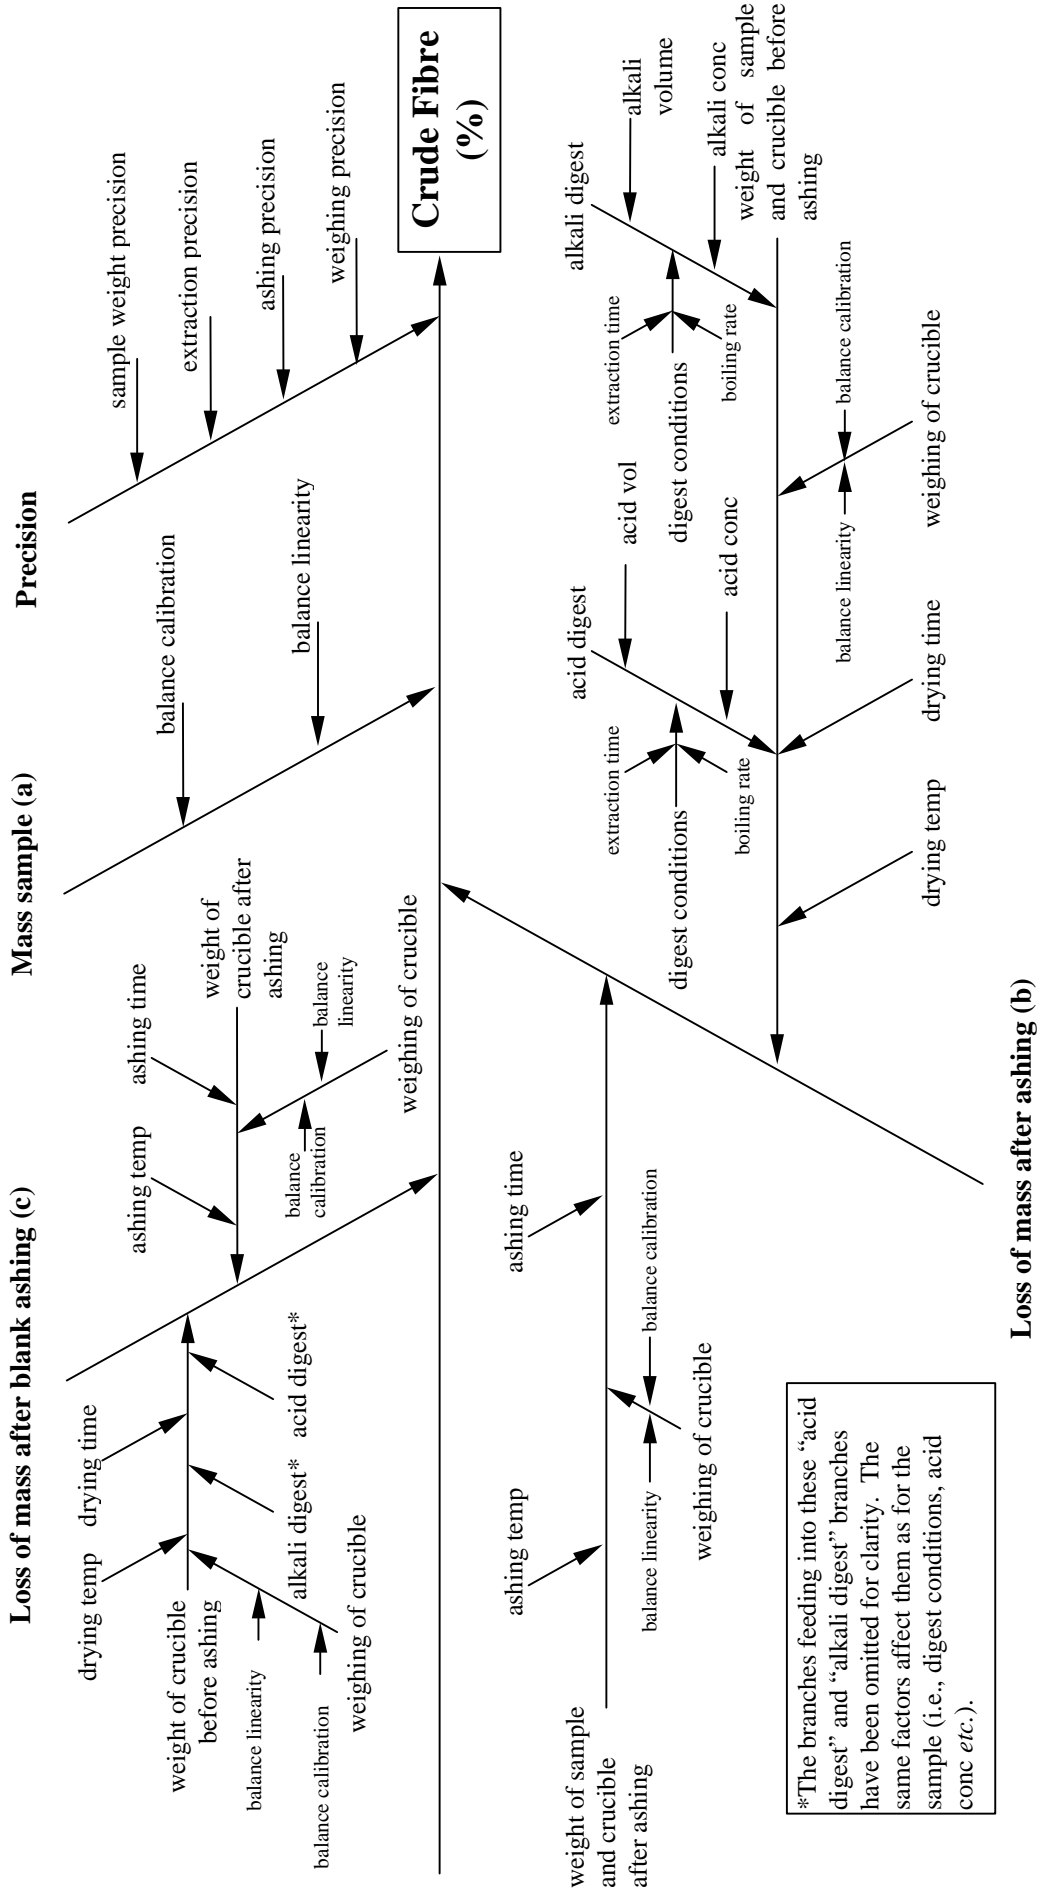 Loss of mass after blank ashing (c)
Mass sample (a)
Precision
drying temp
drying time
weight of crucible
before ashing
balance linearity
balance calibration
weighing of crucible
alkali digest*
acid digest*
ashing temp
ashing time
weight of
crucible after
ashing
balance
calibration
balance
linearity
weighing of crucible
balance calibration
balance linearity
sample weight precision
extraction precision
ashing precision
weighing precision
Crude Fibre
(%)
weight of sample
and crucible
after ashing
ashing temp
ashing time
balance linearity
balance calibration
weighing of crucible
acid digest
acid vol
extraction time
digest conditions
boiling rate
acid conc
alkali digest
alkali
volume
extraction time
digest conditions
boiling rate
alkali conc
weight of sample
and crucible before
ashing
drying temp
drying time
balance linearity
balance calibration
weighing of crucible
Loss of mass after ashing (b)
*The branches feeding into these “acid
digest” and “alkali digest” branches
have been omitted for clarity. The
same factors affect them as for the
sample (i.e., digest conditions, acid
conc etc.).